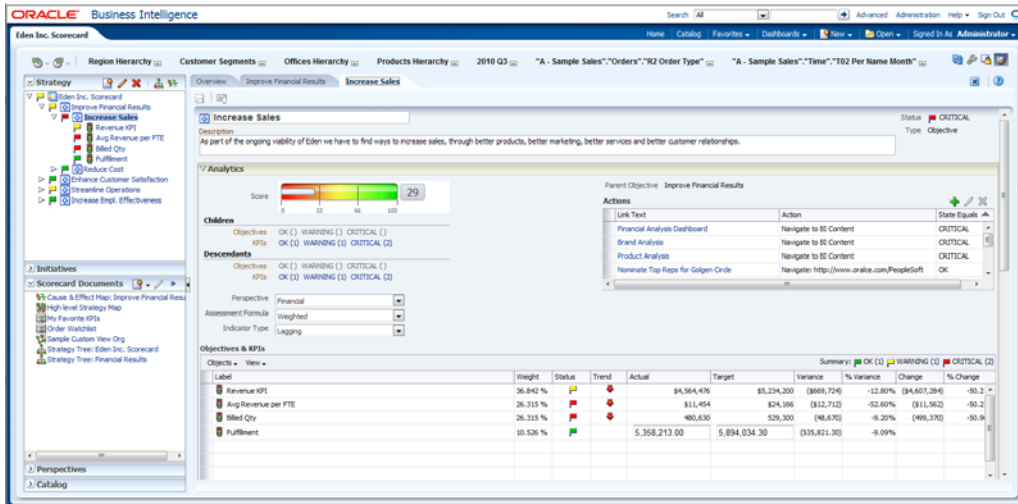 ORACLE Business Intelligence
Search All Advanced Administration Help Sign Out
Eden Inc. Scorecard
Home Catalog Favorites Dashboards New Open Signed In As Administrator
Region Hierarchy Customer Segments Offices Hierarchy Products Hierarchy 2010 Q3 "A - Sample Sales"."Orders"."R2 Order Type" "A - Sample Sales"."Time"."T02 Per Name Month"
Strategy
Eden Inc. Scorecard
Improve Financial Results
Increase Sales
Revenue KPI
Avg Revenue per FTE
Billed Qty
Fulfilment
Reduce Cost
Enhance Customer Satisfaction
Streamline Operations
Increase Empl. Effectiveness
Initiatives
Scorecard Documents
Cause & Effect Map: Improve Financial Resu
High level Strategy Map
My Favorite KPIs
Order Watchlist
Sample Custom View Org
Strategy Tree: Eden Inc. Scorecard
Strategy Tree: Financial Results
Perspectives
Catalog
Overview Improve Financial Results Increase Sales
Increase Sales
Status CRITICAL
Type Objective
Description
As part of the ongoing viability of Eden we have to find ways to increase sales, through better products, better marketing, better services and better customer relationships.
Analytics
Score 29
0 33 66 100
Children
Objectives OK () WARNING () CRITICAL ()
KPIs OK (1) WARNING (1) CRITICAL (2)
Descendants
Objectives OK () WARNING () CRITICAL ()
KPIs OK (1) WARNING (1) CRITICAL (2)
Perspective Financial
Assessment Formula Weighted
Indicator Type Lagging
Parent Objective Improve Financial Results
Actions
Link Text Action State Equals
Financial Analysis Dashboard Navigate to BI Content CRITICAL
Brand Analysis Navigate to BI Content CRITICAL
Product Analysis Navigate to BI Content CRITICAL
Nominate Top Reps for Golgen Circle Navigate: http://www.oralce.com/PeopleSoft OK
Objectives & KPIs
Objects View Summary: OK (1) WARNING (1) CRITICAL (2)
Label Weight Status Trend Actual Target Variance % Variance Change % Change
Revenue KPI 36.842 % $4,564,476 $5,234,200 ($669,724) -12.80% ($4,607,284) -50.2
Avg Revenue per FTE 26.315 % $11,454 $24,166 ($12,712) -52.60% ($11,562) -50.2
Billed Qty 26.315 % 480,630 529,300 (48,670) -9.20% (499,370) -50.9
Fulfilment 10.526 % 5,358,213.00 5,894,034.30 (535,821.30) -9.09%